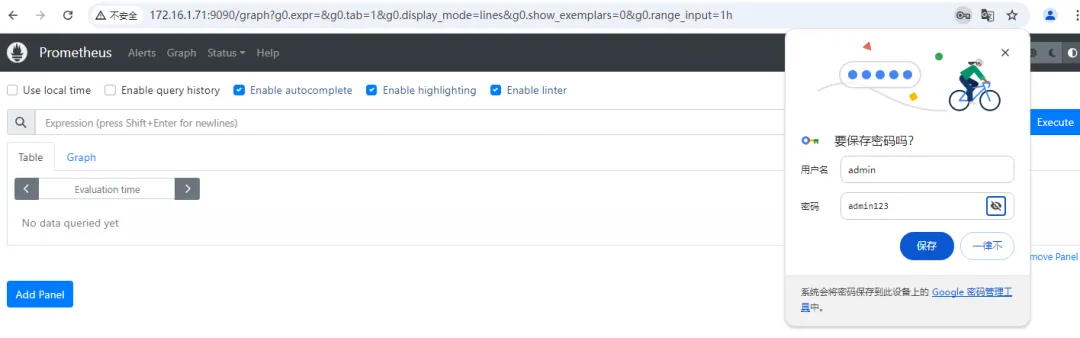 不安全 172.16.1.71:9090/graph?g0.expr=&g0.tab=1&g0.display_mode=lines&g0.show_exemplars=0&g0.range_input=1h
Prometheus Alerts Graph Status Help
Use local time Enable query history Enable autocomplete Enable highlighting Enable linter
Expression (press Shift+Enter for newlines) Execute
Table Graph
Evaluation time
No data queried yet
move Panel
Add Panel
要保存密码吗?
用户名 admin
密码 admin123
保存 一律不
系统会将密码保存到此设备上的 Google 密码管理工
具中。